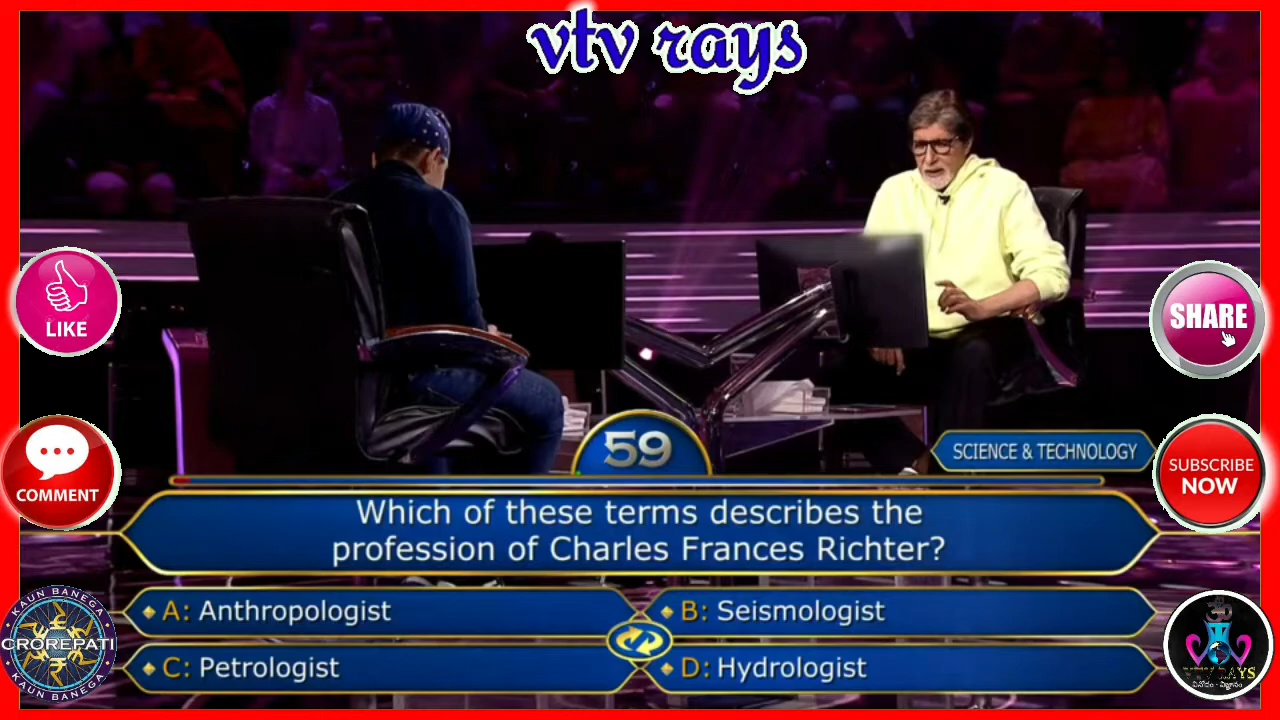 vtv rays
LIKE
SHARE
59
SCIENCE & TECHNOLOGY
COMMENT
SUBSCRIBE
NOW
Which of these terms describes the
profession of Charles Frances Richter?
A: Anthropologist
B: Seismologist
C: Petrologist
D: Hydrologist
KAUN BANEGA
CROREPATI
KAUN BANEGA
VTV RAYS
వినోదం - విజ్ఞానం